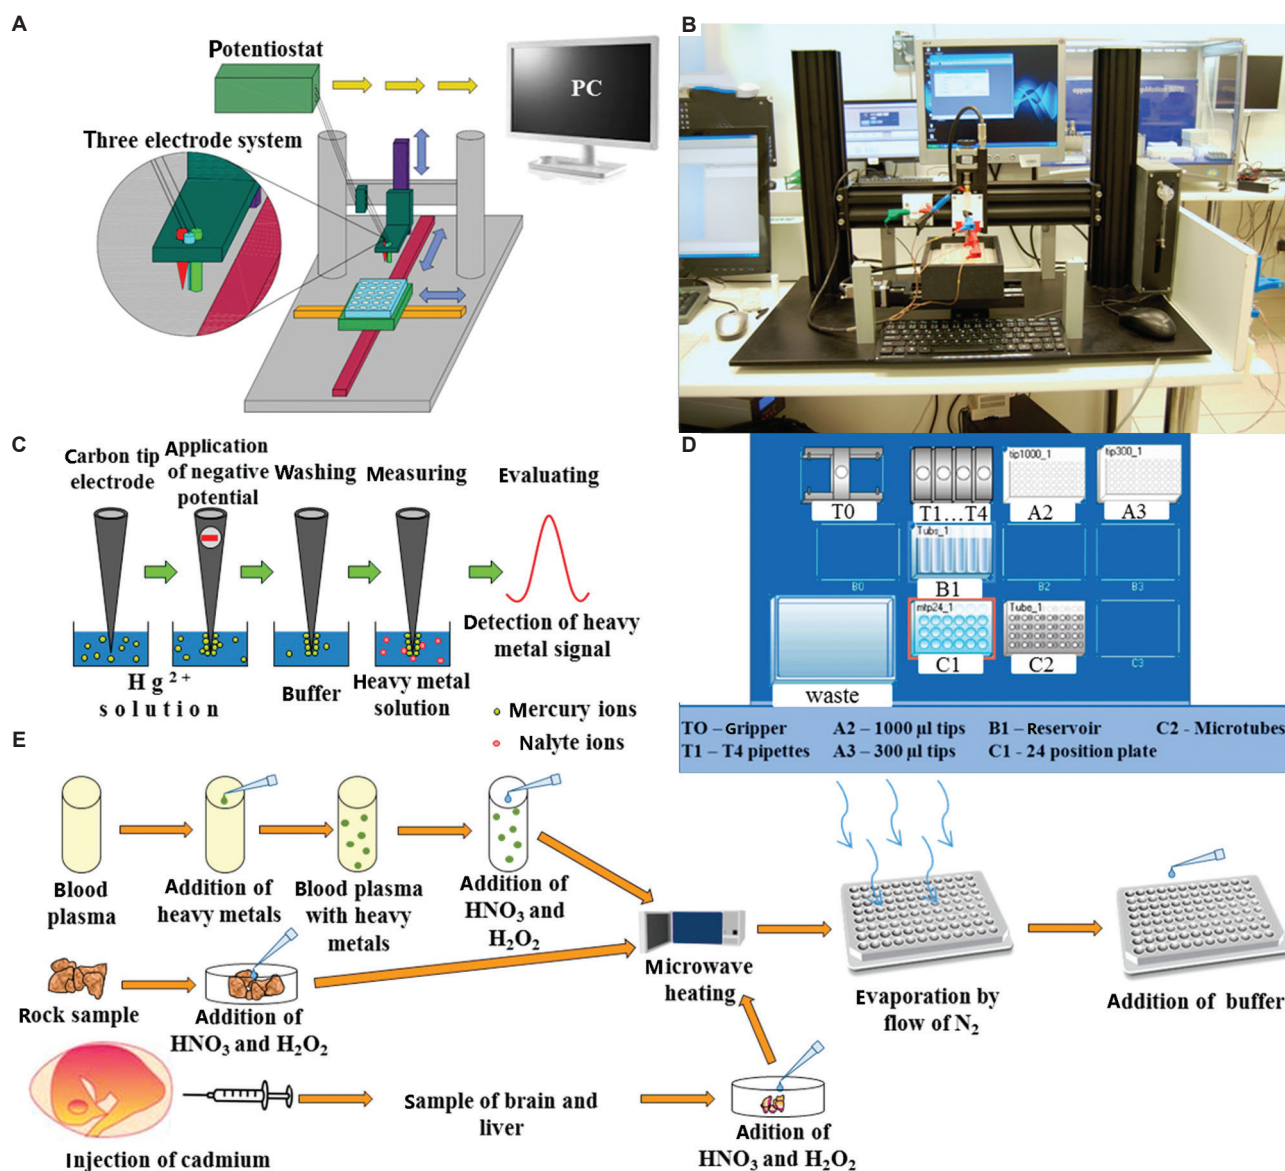 A
Potentiostat
PC
Three electrode system
B
C
Carbon tip
electrode
Application
of negative
potential
Washing
Measuring
Evaluating
Hg²⁺
solution
Buffer
Heavy metal
solution
Detection of heavy
metal signal
Mercury ions
Nalyte ions
D
tip1000_1
tip300_1
T0
T1...T4
A2
A3
Tubs_1
B0
B1
B2
B3
mtp24_1
Tube_1
C1
C2
C3
waste
TO – Gripper
A2 – 1000 µl tips
B1 – Reservoir
C2 - Microtubes
T1 – T4 pipettes
A3 – 300 µl tips
C1 - 24 position plate
E
Blood
plasma
Addition of
heavy metals
Blood plasma
with heavy
metals
Addition of
HNO₃ and
H₂O₂
Rock sample
Addition of
HNO₃ and H₂O₂
Microwave
heating
Evaporation by
flow of N₂
Addition of buffer
Injection of cadmium
Sample of brain and
liver
Adition of
HNO₃ and H₂O₂